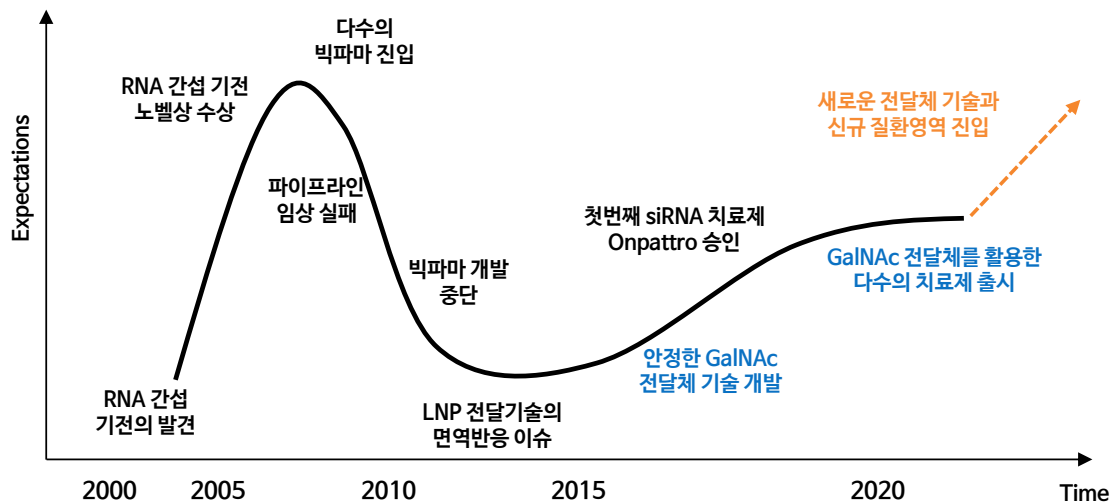 Expectations
다수의
빅파마 진입
RNA 간섭 기전
노벨상 수상
파이프라인
임상 실패
빅파마 개발
중단
RNA 간섭
기전의 발견
LNP 전달기술의
면역반응 이슈
첫번째 siRNA 치료제
Onpattro 승인
안정한 GalNAc
전달체 기술 개발
새로운 전달체 기술과
신규 질환영역 진입
GalNAc 전달체를 활용한
다수의 치료제 출시
2000 2005 2010 2015 2020 Time